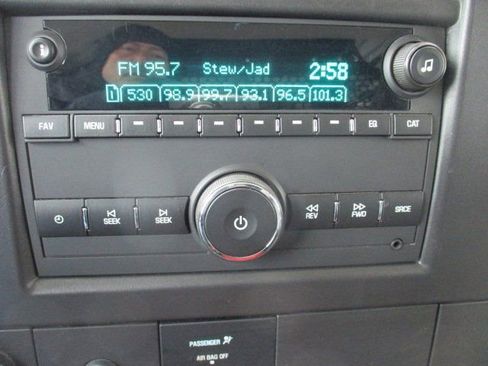 FM 95.7 Stew/Jad 2:58
1 530 98.9 99.7 93.1 96.5 101.3
FAV MENU EQ CAT
SEEK SEEK REV FWD SRCE
PASSENGER
AIR BAG OFF